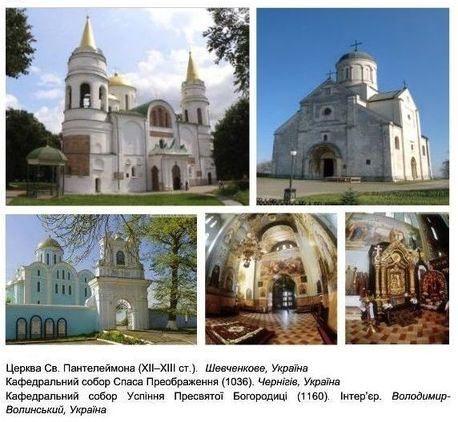 Церква Св. Пантелеймона (XII–XIII ст.). Шевченкове, Україна
Кафедральний собор Спаса Преображення (1036). Чернігів, Україна
Кафедральний собор Успіння Пресвятої Богородиці (1160). Інтер'єр. Володимир-
Волинський, Україна